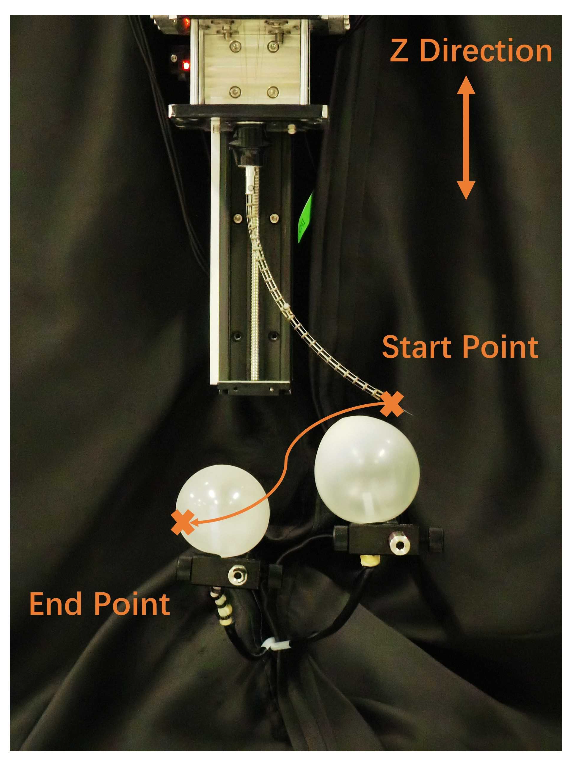 Z Direction
Start Point
End Point